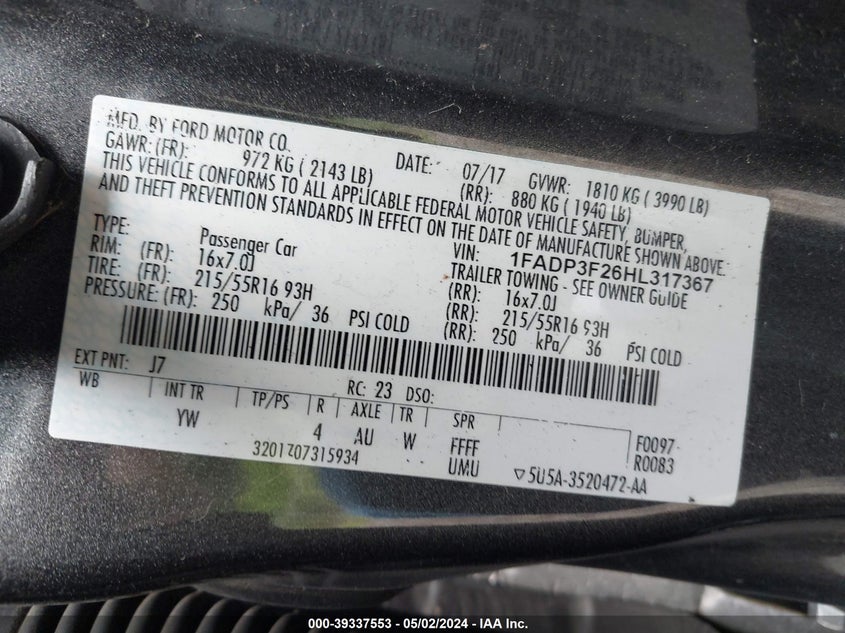 MFD. BY FORD MOTOR CO.
DATE: 07/17 GVWR: 1810 KG ( 3990 LB)
GAWR: (FR): 972 KG ( 2143 LB) (RR): 880 KG ( 1940 LB)
THIS VEHICLE CONFORMS TO ALL APPLICABLE FEDERAL MOTOR VEHICLE SAFETY, BUMPER,
AND THEFT PREVENTION STANDARDS IN EFFECT ON THE DATE OF MANUFACTURE SHOWN ABOVE.
VIN: 1FADP3F26HL317367
TYPE: Passenger Car TRAILER TOWING - SEE OWNER GUIDE
RIM: (FR): 16x7.0J (RR): 16x7.0J
TIRE: (FR): 215/55R16 93H (RR): 215/55R16 93H
PRESSURE: (FR): 250 kPa/ 36 PSI COLD (RR): 250 kPa/ 36 PSI COLD
EXT PNT: J7 RC: 23 DSO:
WB INT TR TP/PS R AXLE TR SPR
YW 4 AU W FFFF F0097-
UMU R0083
3201707315934 ▽5U5A-3520472-AA
000-39337553 — 05/02/2024 — IAA Inc.